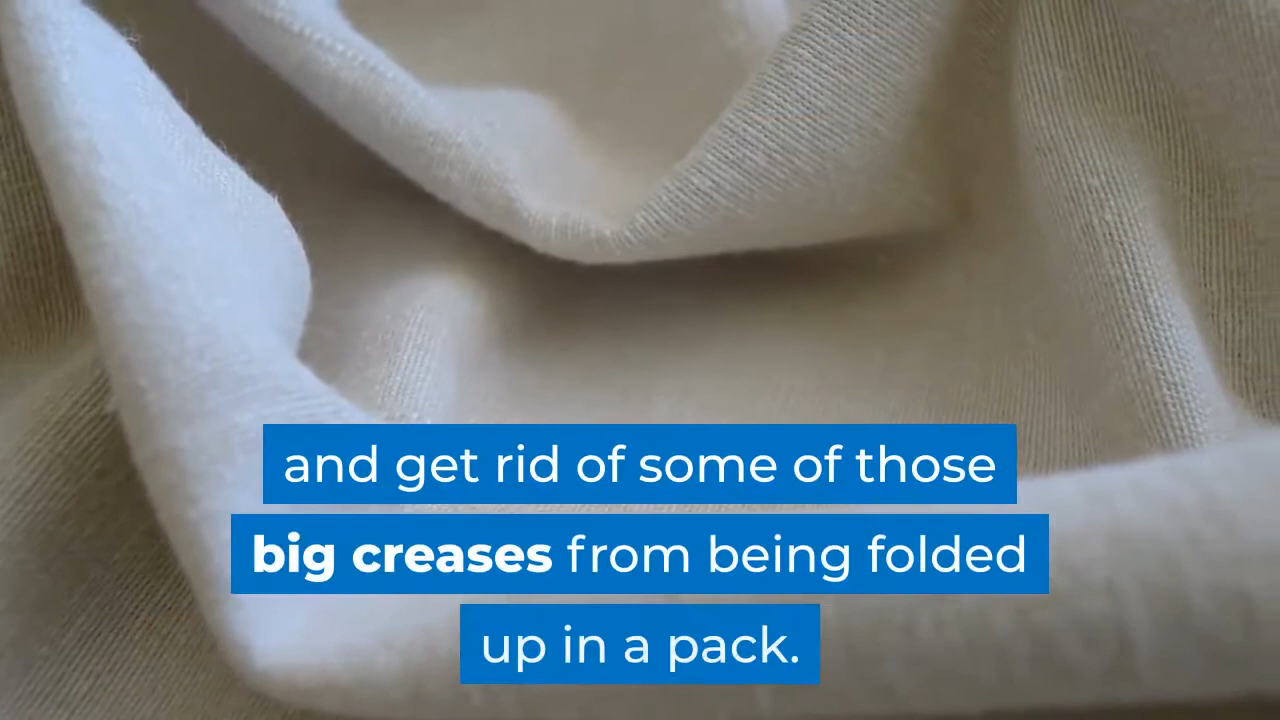 and get rid of some of those
big creases from being folded
up in a pack.